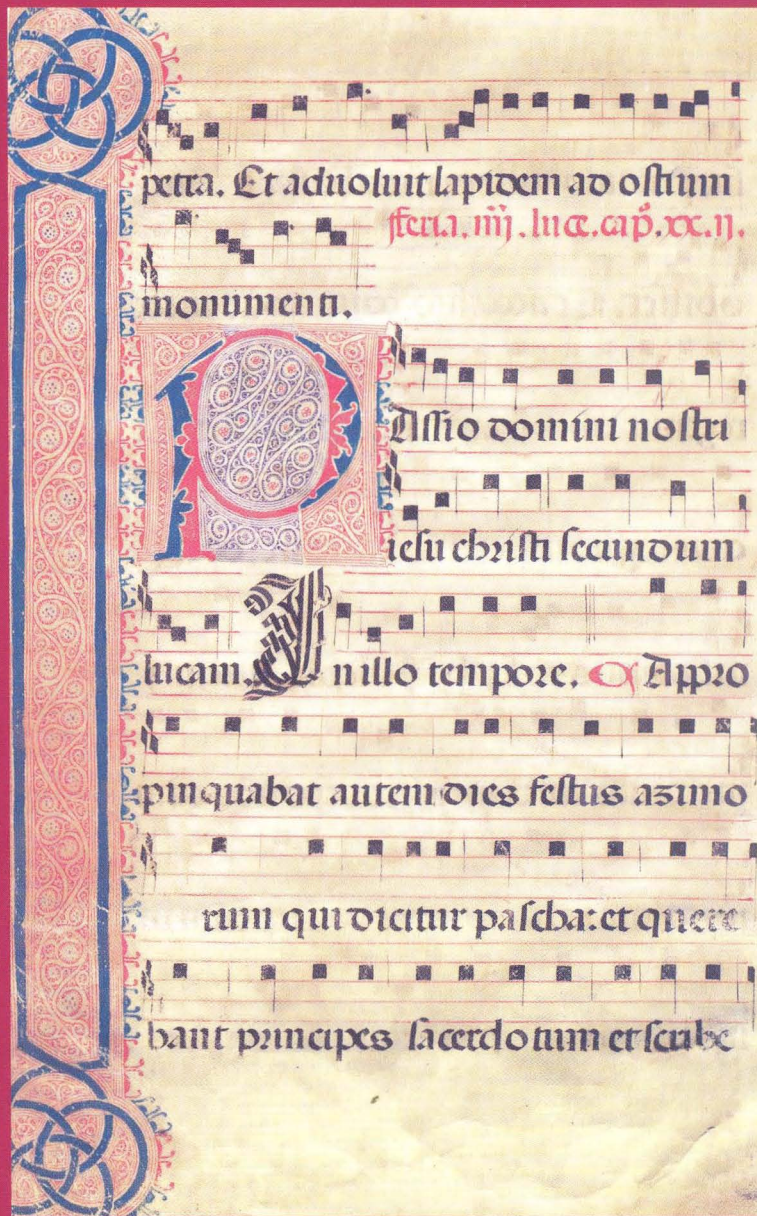 petra. Et aduoluit lapidem ad ostium
fferia. iiij. luce. cap̊. xx. ij.
monumenti.
PAssio domini nostri
iesu christi secundum
lucam. In illo tempore. Appro
pinquabat autem dies festus azimo
rum qui dicitur pascha: et quere
bant principes sacerdotum et scribe